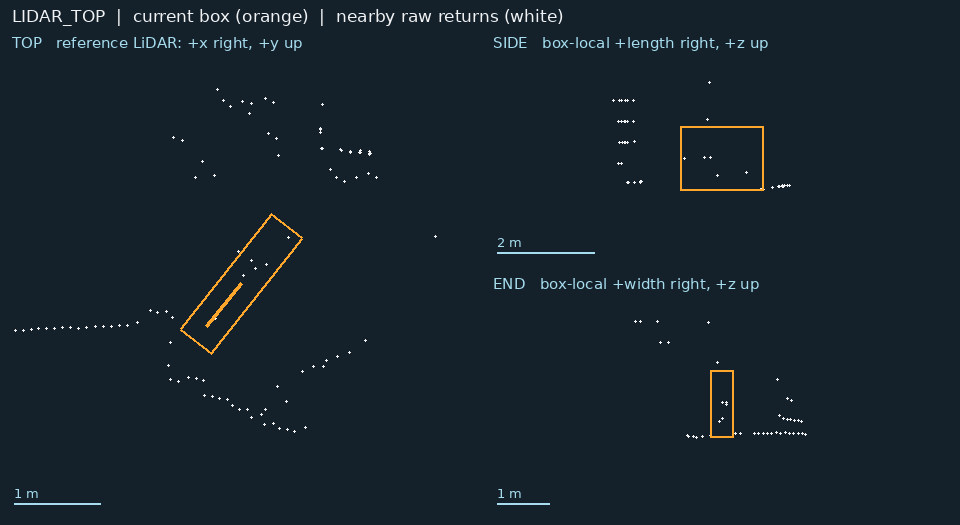 LIDAR_TOP | current box (orange) | nearby raw returns (white)
TOP reference LiDAR: +x right, +y up
SIDE box-local +length right, +z up
2 m
END box-local +width right, +z up
1 m
1 m